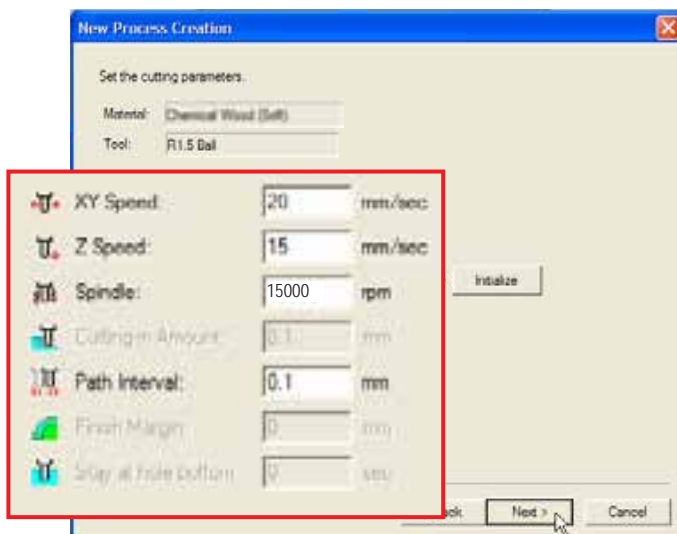 New Process Creation
Set the cutting parameters.
Material: Chemical Wood (Soft)
Tool: R1.5 Ball
XY Speed: 20 mm/sec
Z Speed: 15 mm/sec
Spindle: 15000 rpm
Initialize
Cutting-in Amount: 0.1 mm
Path Interval: 0.1 mm
Finish Margin: 0 mm
Stay at hole bottom: 0 sec
Next > Cancel